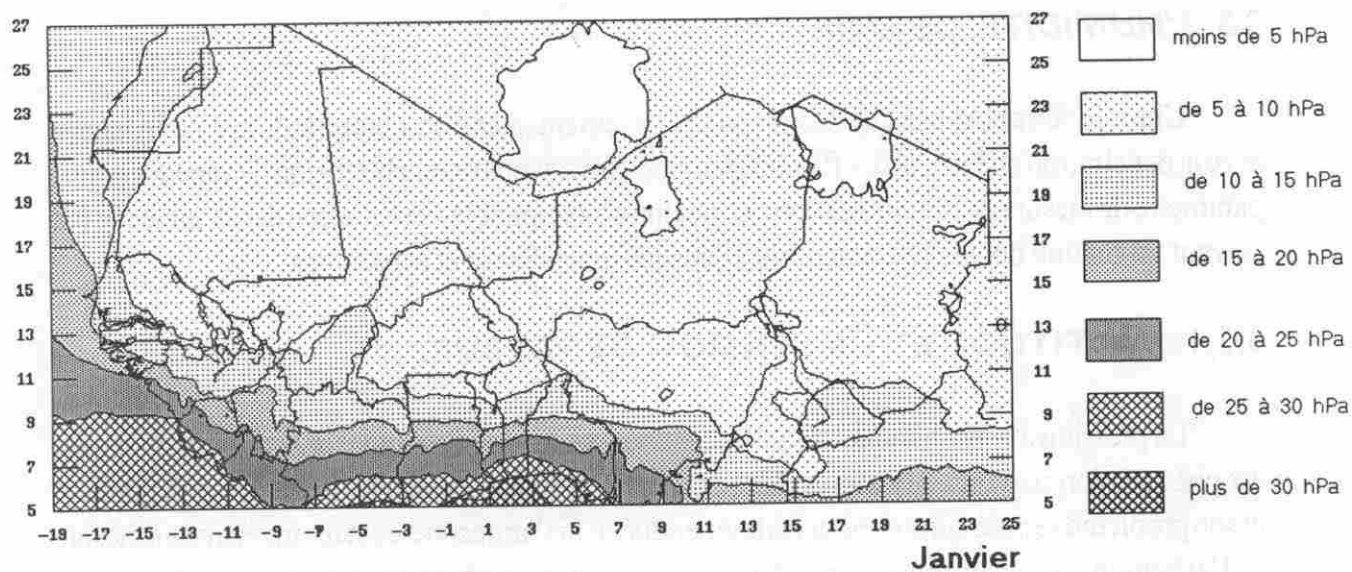 27
25
23
21
19
17
15
13
11
9
7
5
-19 -17 -15 -13 -11 -9 -7 -5 -3 -1 1 3 5 7 9 11 13 15 17 19 21 23 25
27
25
23
21
19
17
15
13
11
9
7
5
Janvier
moins de 5 hPa
de 5 à 10 hPa
de 10 à 15 hPa
de 15 à 20 hPa
de 20 à 25 hPa
de 25 à 30 hPa
plus de 30 hPa